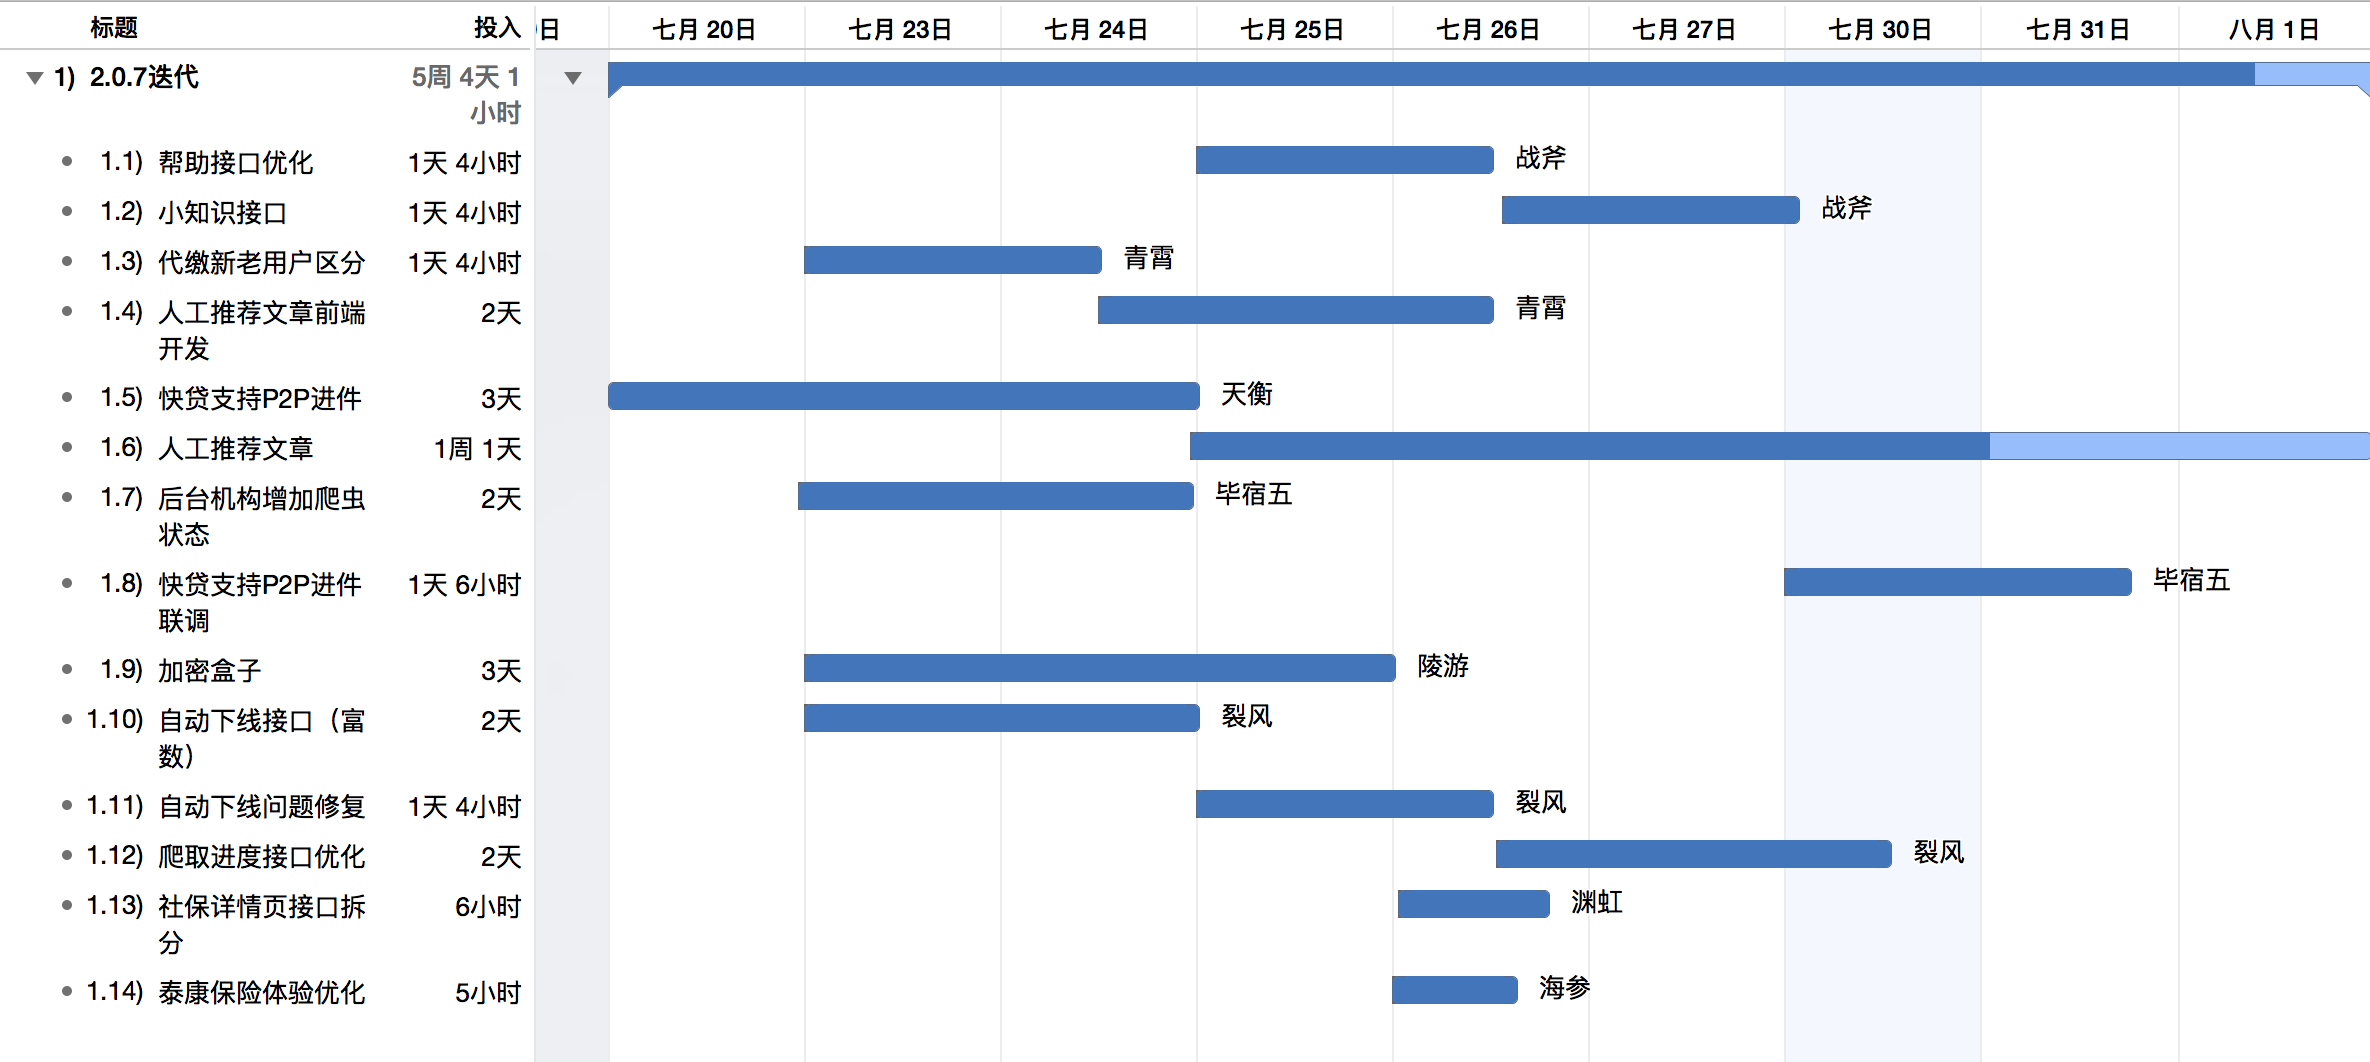 标题 投入 日 七月 20日 七月 23日 七月 24日 七月 25日 七月 26日 七月 27日 七月 30日 七月 31日 八月 1日
1) 2.0.7迭代 5周 4天 1
小时
1.1) 帮助接口优化 1天 4小时 战斧
1.2) 小知识接口 1天 4小时 战斧
1.3) 代缴新老用户区分 1天 4小时 青霄
1.4) 人工推荐文章前端 2天 青霄
开发
1.5) 快贷支持P2P进件 3天 天衡
1.6) 人工推荐文章 1周 1天
1.7) 后台机构增加爬虫 2天 毕宿五
状态
1.8) 快贷支持P2P进件 1天 6小时 毕宿五
联调
1.9) 加密盒子 3天 陵游
1.10) 自动下线接口（富 2天 裂风
数）
1.11) 自动下线问题修复 1天 4小时 裂风
1.12) 爬取进度接口优化 2天 裂风
1.13) 社保详情页接口拆 6小时 渊虹
分
1.14) 泰康保险体验优化 5小时 海参